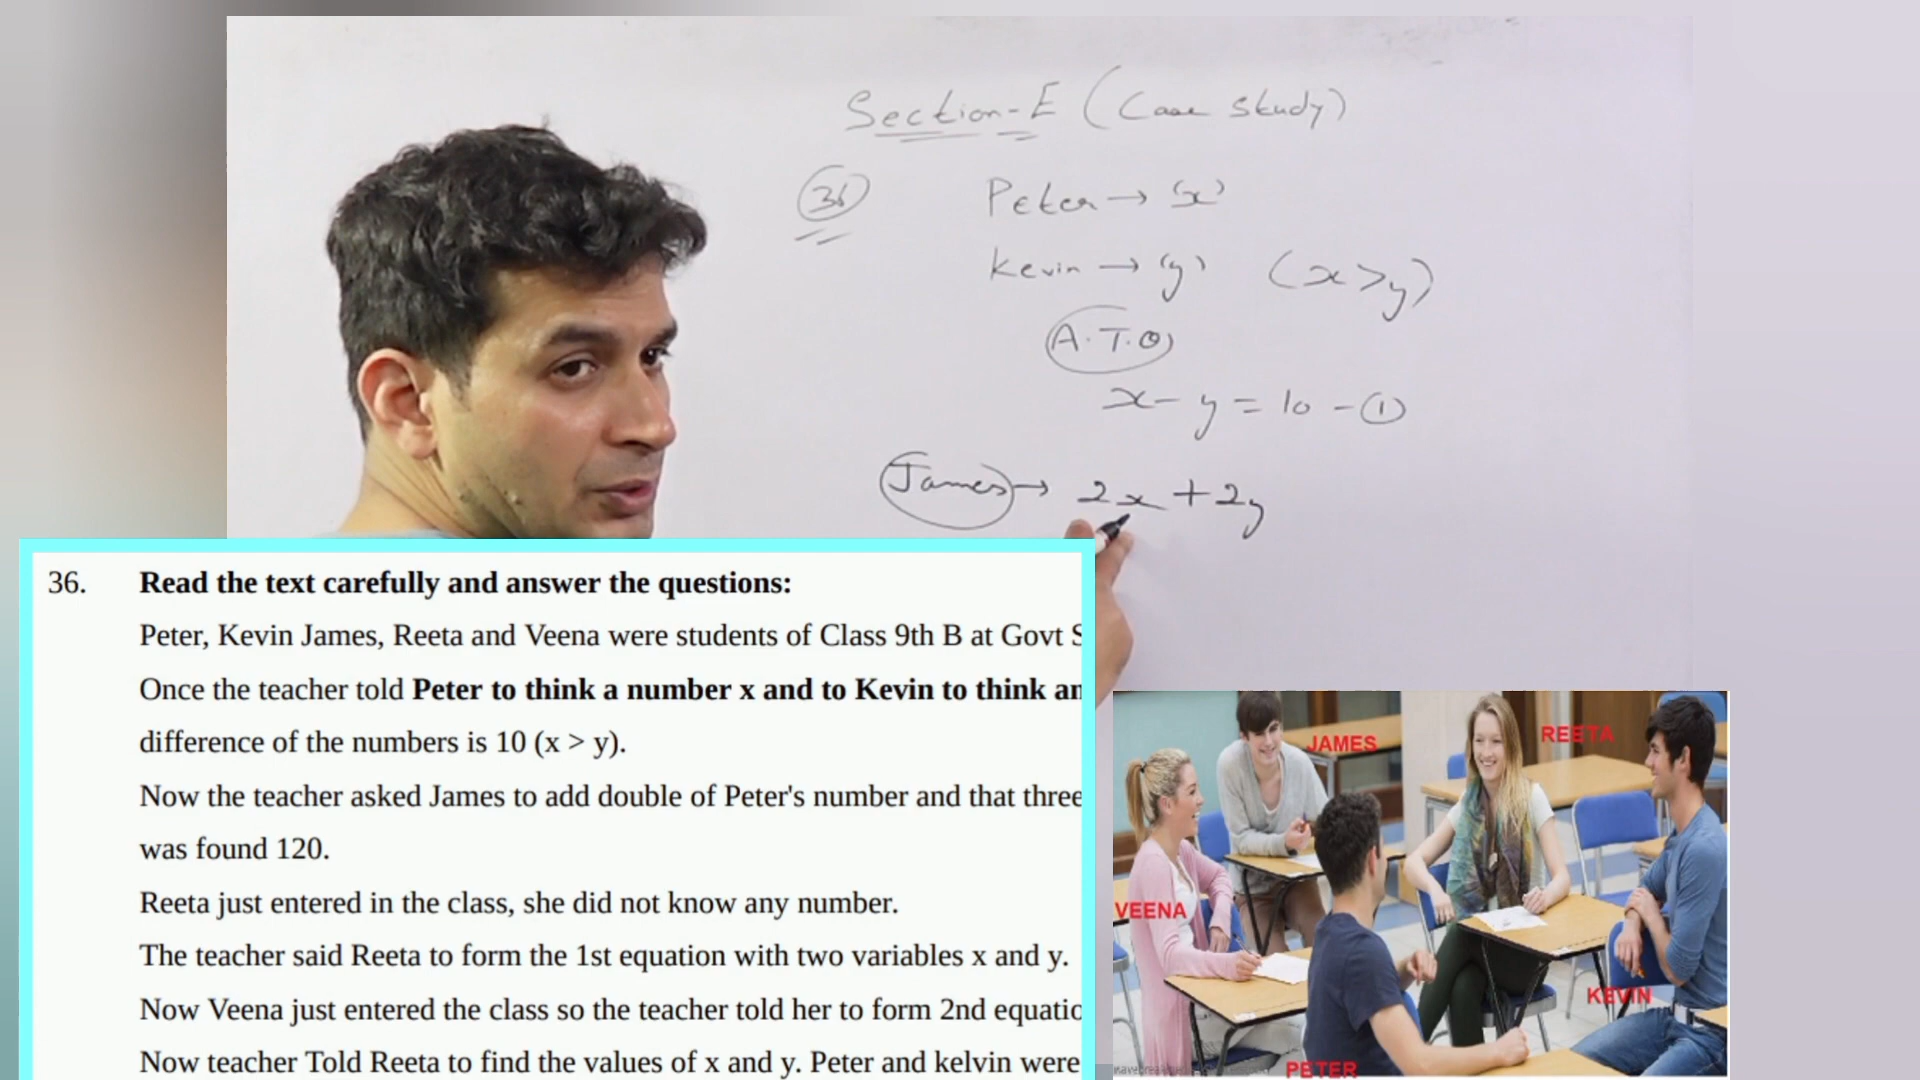 Section-E (Case Study)
36
Peter → 'x'
Kevin → 'y' (x>y)
A.T.Q
x-y=10-①
James → 2x+2y
36. Read the text carefully and answer the questions:
Peter, Kevin James, Reeta and Veena were students of Class 9th B at Govt S
Once the teacher told Peter to think a number x and to Kevin to think an
difference of the numbers is 10 (x > y).
Now the teacher asked James to add double of Peter's number and that three
was found 120.
Reeta just entered in the class, she did not know any number.
The teacher said Reeta to form the 1st equation with two variables x and y.
Now Veena just entered the class so the teacher told her to form 2nd equatio
Now teacher Told Reeta to find the values of x and y. Peter and kelvin were
JAMES
REETA
VEENA
KEVIN
PETER